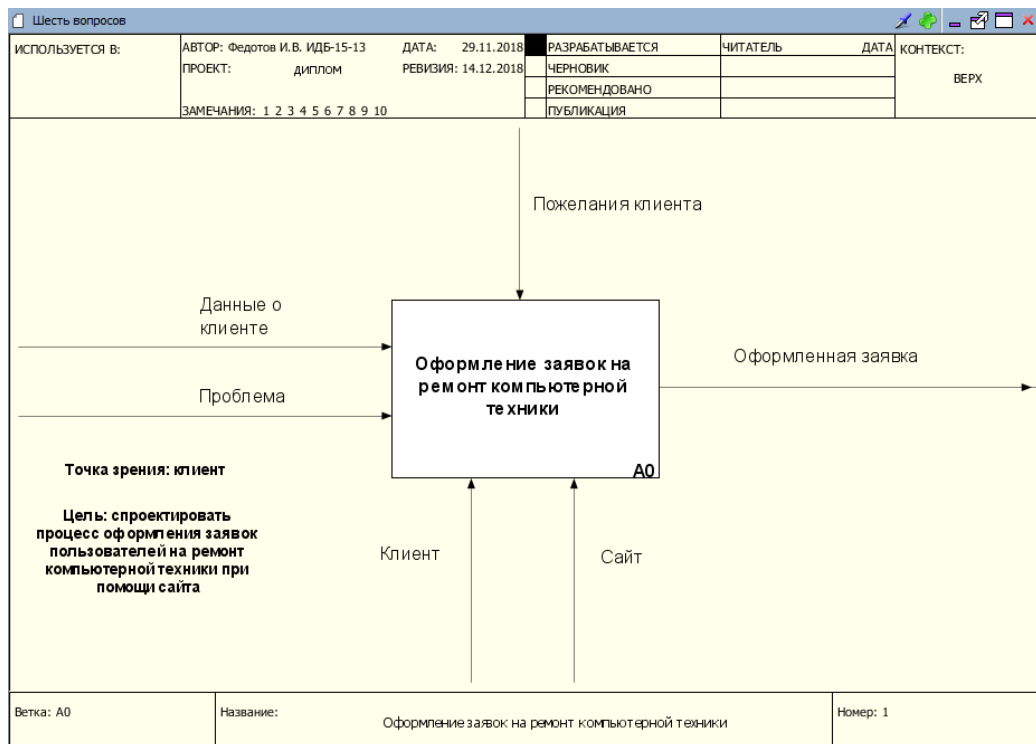 Шесть вопросов
ИСПОЛЬЗУЕТСЯ В:
АВТОР: Федотов И.В. ИДБ-15-13
ДАТА: 29.11.2018
ПРОЕКТ: диплом
РЕВИЗИЯ: 14.12.2018
ЗАМЕЧАНИЯ: 1 2 3 4 5 6 7 8 9 10
РАЗРАБАТЫВАЕТСЯ
ЧЕРНОВИК
РЕКОМЕНДОВАНО
ПУБЛИКАЦИЯ
ЧИТАТЕЛЬ
ДАТА
КОНТЕКСТ:
ВЕРХ
Пожелания клиента
Данные о
клиенте
Проблема
Оформление заявок на
ремонт компьютерной
техники
A0
Оформленная заявка
Точка зрения: клиент
Цель: спроектировать
процесс оформления заявок
пользователей на ремонт
компьютерной техники при
помощи сайта
Клиент
Сайт
Ветка: A0
Название:
Оформление заявок на ремонт компьютерной техники
Номер: 1